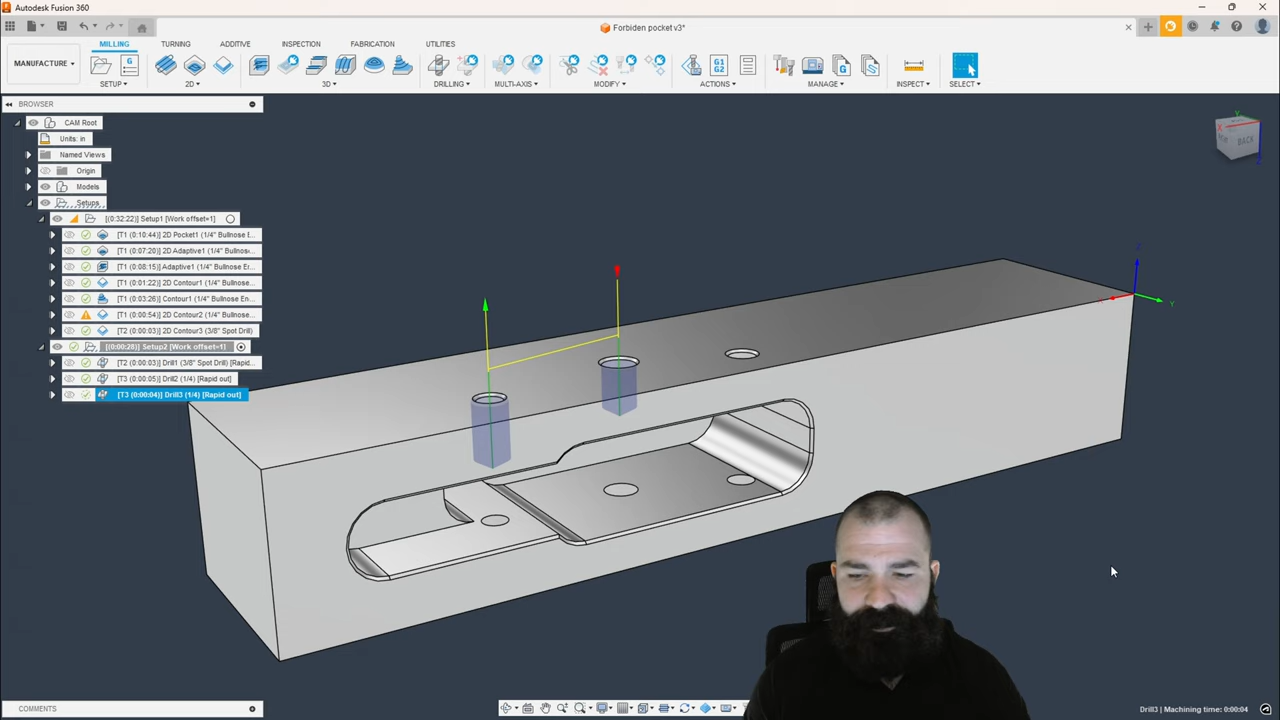 Autodesk Fusion 360
Forbiden pocket v3*
MILLING TURNING ADDITIVE INSPECTION FABRICATION UTILITIES
MANUFACTURE
SETUP 2D 3D DRILLING MULTI-AXIS MODIFY ACTIONS MANAGE INSPECT SELECT
G1
G2
BROWSER
CAM Root
Units: in
Named Views
Origin
Models
Setups
[(0:32:22)] Setup1 [Work offset=1]
[T1 (0:10:44)] 2D Pocket1 (1/4" Bullnose E...
[T1 (0:07:20)] 2D Adaptive1 (1/4" Bullnos...
[T1 (0:08:15)] Adaptive1 (1/4" Bullnose En...
[T1 (0:01:22)] 2D Contour1 (1/4" Bullnose...
[T1 (0:03:26)] Contour1 (1/4" Bullnose En...
[T1 (0:00:54)] 2D Contour2 (1/4" Bullnose...
[T2 (0:00:03)] 2D Contour3 (3/8" Spot Drill)
[(0:00:28)] Setup2 [Work offset=1]
[T2 (0:00:03)] Drill1 (3/8" Spot Drill) [Rapid...
[T3 (0:00:05)] Drill2 (1/4) [Rapid out]
[T3 (0:00:04)] Drill3 (1/4) [Rapid out]
BACK
X
Y
Z
Z
Y
COMMENTS
Drill3 | Machining time: 0:00:04